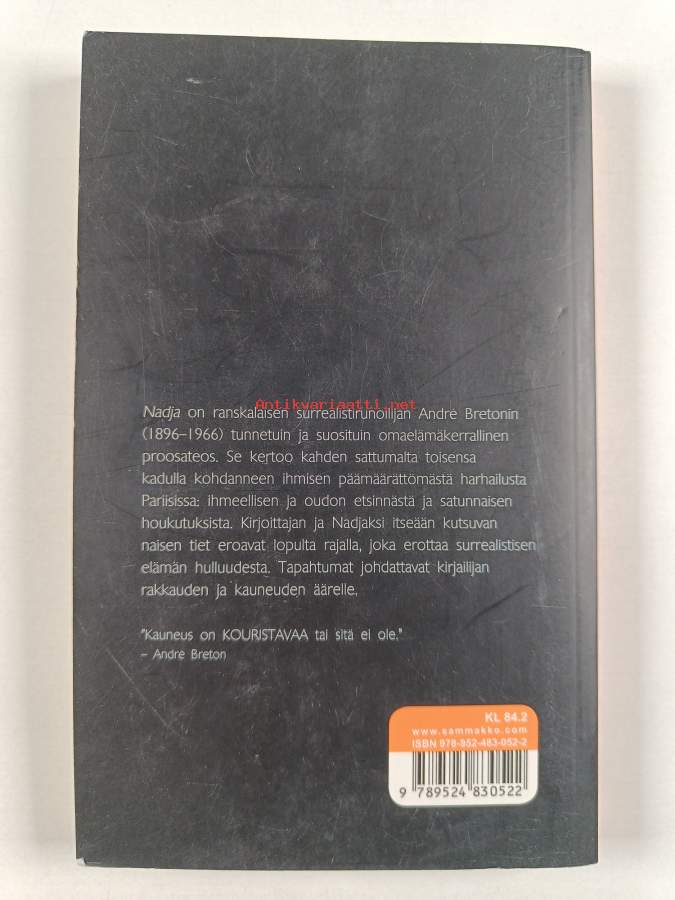 Antikvariaatti.net
Nadja on ranskalaisen surrealistirunoilijan André Bretonin
(1896–1966) tunnetuin ja suosituin omaelämäkerrallinen
proosateos. Se kertoo kahden sattumalta toisensa
kadulla kohdanneen ihmisen päämäärättömästä harhailusta
Pariisissa: ihmeellisen ja oudon etsinnästä ja satunnaisen
houkutuksista. Kirjoittajan ja Nadjaksi itseään kutsuvan
naisen tiet eroavat lopulta rajalla, joka erottaa surrealistisen
elämän hulluudesta. Tapahtumat johdattavat kirjailijan
rakkauden ja kauneuden äärelle.
"Kauneus on KOURISTAVAA tai sitä ei ole."
– André Breton
KL 84.2
www.sammakko.com
ISBN 978-952-483-052-2
9 789524 830522